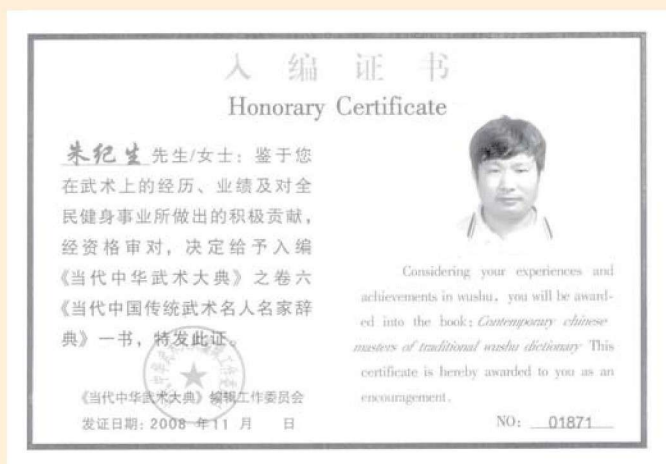 入编证书
Honorary Certificate
朱纪生 先生/女士：鉴于您
在武术上的经历、业绩及对全
民健身事业所做出的积极贡献，
经资格审对，决定给予入编
《当代中华武术大典》之卷六
《当代中国传统武术名人名家辞
典》一书，特发此证。
《当代中华武术大典》编辑工作委员会
发证日期：2008 年 11 月 日
Considering your experiences and
achievements in wushu, you will be award-
ed into the book: Contemporary chinese
masters of traditional wushu dictionary This
certificate is hereby awarded to you as an
encouragement.
NO: 01871